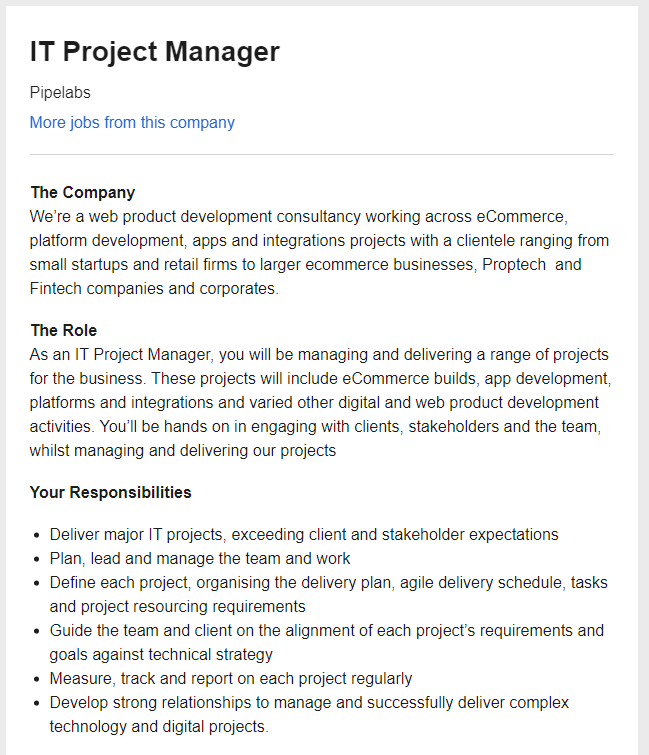 IT Project Manager
Pipelabs
More jobs from this company
The Company
We’re a web product development consultancy working across eCommerce,
platform development, apps and integrations projects with a clientele ranging from
small startups and retail firms to larger ecommerce businesses, Proptech  and
Fintech companies and corporates.
The Role
As an IT Project Manager, you will be managing and delivering a range of projects
for the business. These projects will include eCommerce builds, app development,
platforms and integrations and varied other digital and web product development
activities. You’ll be hands on in engaging with clients, stakeholders and the team,
whilst managing and delivering our projects
Your Responsibilities
• Deliver major IT projects, exceeding client and stakeholder expectations
• Plan, lead and manage the team and work
• Define each project, organising the delivery plan, agile delivery schedule, tasks
and project resourcing requirements
• Guide the team and client on the alignment of each project’s requirements and
goals against technical strategy
• Measure, track and report on each project regularly
• Develop strong relationships to manage and successfully deliver complex
technology and digital projects.